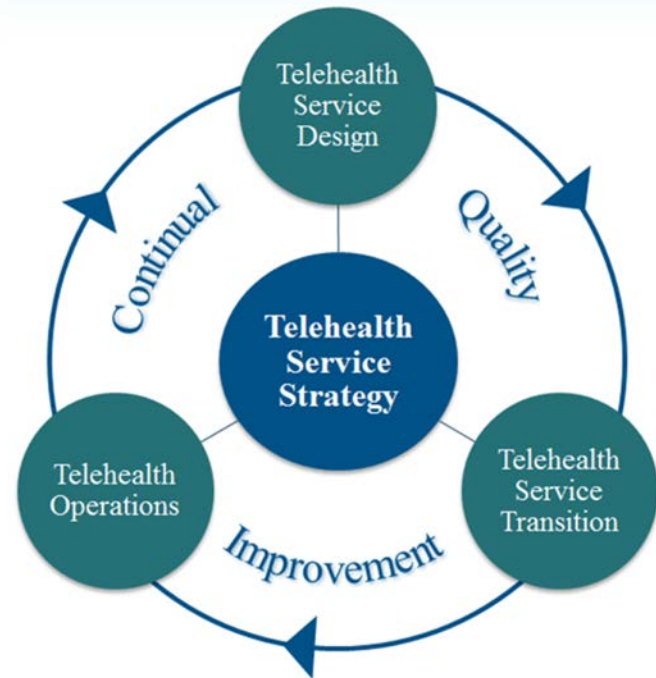 Telehealth
Service
Design
Continual
Quality
Telehealth
Service
Strategy
Telehealth
Operations
Telehealth
Service
Transition
Improvement